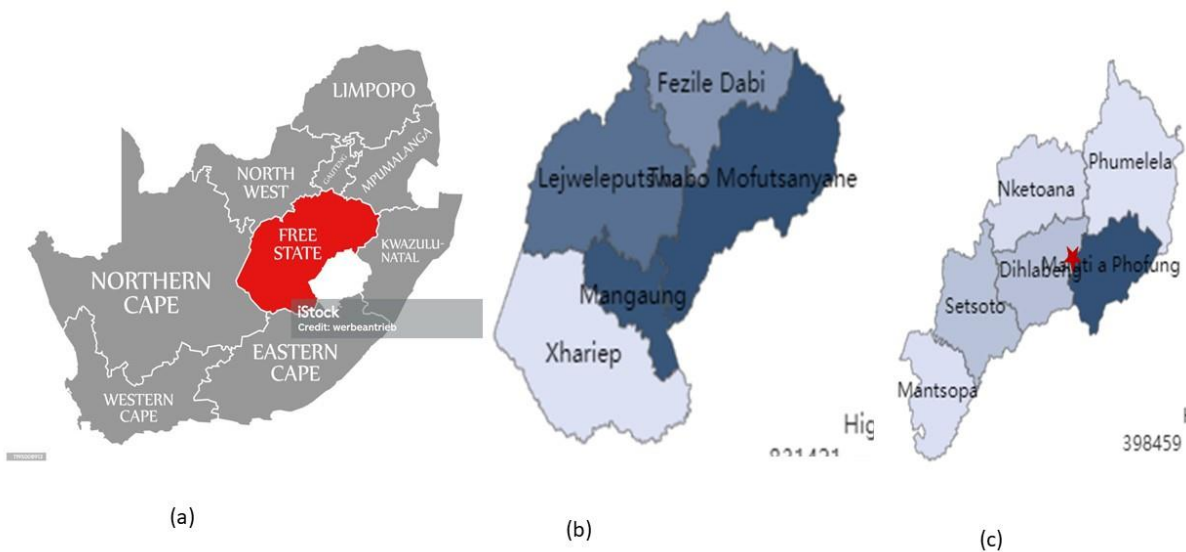 LIMPOPO
NORTH
WEST
GAUTENG
MPUMALANGA
FREE
STATE
KWAZULU-
NATAL
NORTHERN
CAPE
iStock
Credit: werbeantrieb
EASTERN
CAPE
WESTERN
CAPE
(a)
Fezile Dabi
Lejweleputswa
Thabo Mofutsanyane
Mangaung
Xhariep
Hig
(b)
Phumelela
Nketoana
Dihlabeng
Maluti a Phofung
Setsoto
Mantsopa
398459
(c)